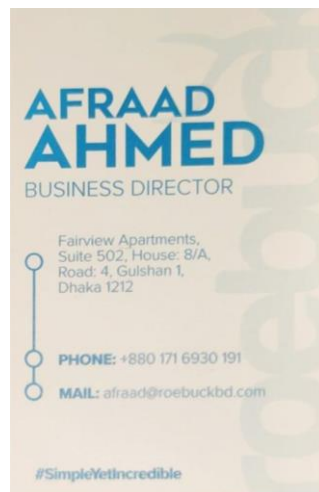 AFRAAD
AHMED
BUSINESS DIRECTOR
Fairview Apartments,
Suite 502, House: 8/A,
Road: 4, Gulshan 1,
Dhaka 1212
PHONE: +880 171 6930 191
MAIL: afraad@roebuckbd.com
#SimpleYetIncredible
roebuck